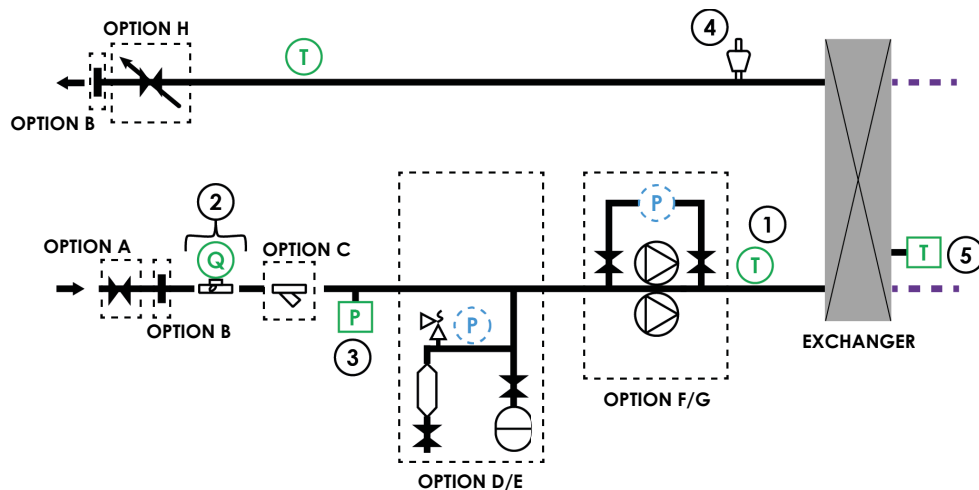 OPTION H
T
4
OPTION B
2
P
1
OPTION A
Q
OPTION C
T
T
5
OPTION B
P
P
EXCHANGER
3
OPTION F/G
OPTION D/E